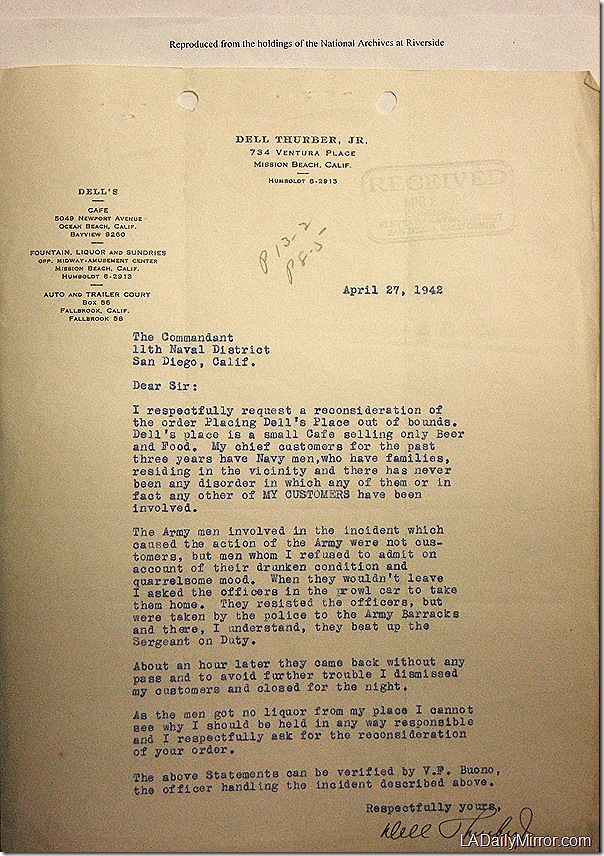 Reproduced from the holdings of the National Archives at Riverside
DELL THURBER, JR.
734 VENTURA PLACE
MISSION BEACH, CALIF.
HUMBOLDT 8-2913
RECEIVED
DELL'S
CAFE
5049 NEWPORT AVENUE
OCEAN BEACH, CALIF.
BAYVIEW 9260
FOUNTAIN, LIQUOR AND SUNDRIES
OPP. MIDWAY-AMUSEMENT CENTER
MISSION BEACH, CALIF.
HUMBOLDT 8-2913
AUTO AND TRAILER COURT
BOX 86
FALLBROOK, CALIF.
FALLBROOK 58
P 13-2
P8-5
April 27, 1942
The Commandant
11th Naval District
San Diego, Calif.
Dear Sir:
I respectfully request a reconsideration of
the order Placing Dell's Place out of bounds.
Dell's place is a small Cafe selling only Beer
and Food. My chief customers for the past
three years have Navy men,who have families,
residing in the vicinity and there has never
been any disorder in which any of them or in
fact any other of MY CUSTOMERS have been
involved.
The Army men involved in the incident which
caused the action of the Army were not cus-
tomers, but men whom I refused to admit on
account of their drunken condition and
quarrelsome mood. When they wouldn't leave
I asked the officers in the prowl car to take
them home. They resisted the officers, but
were taken by the police to the Army Barracks
and there, I understand, they beat up the
Sergeant on Duty.
About an hour later they came back without any
pass and to avoid further trouble I dismissed
my customers and closed for the night.
As the men got no liquor from my place I cannot
see why I should be held in any way responsible
and I respectfully ask for the reconsideration
of your order.
The above Statements can be verified by V.F. Buono,
the officer handling the incident described above.
Respectfully yours,
Dell Thurber Jr.
LADailyMirror.com